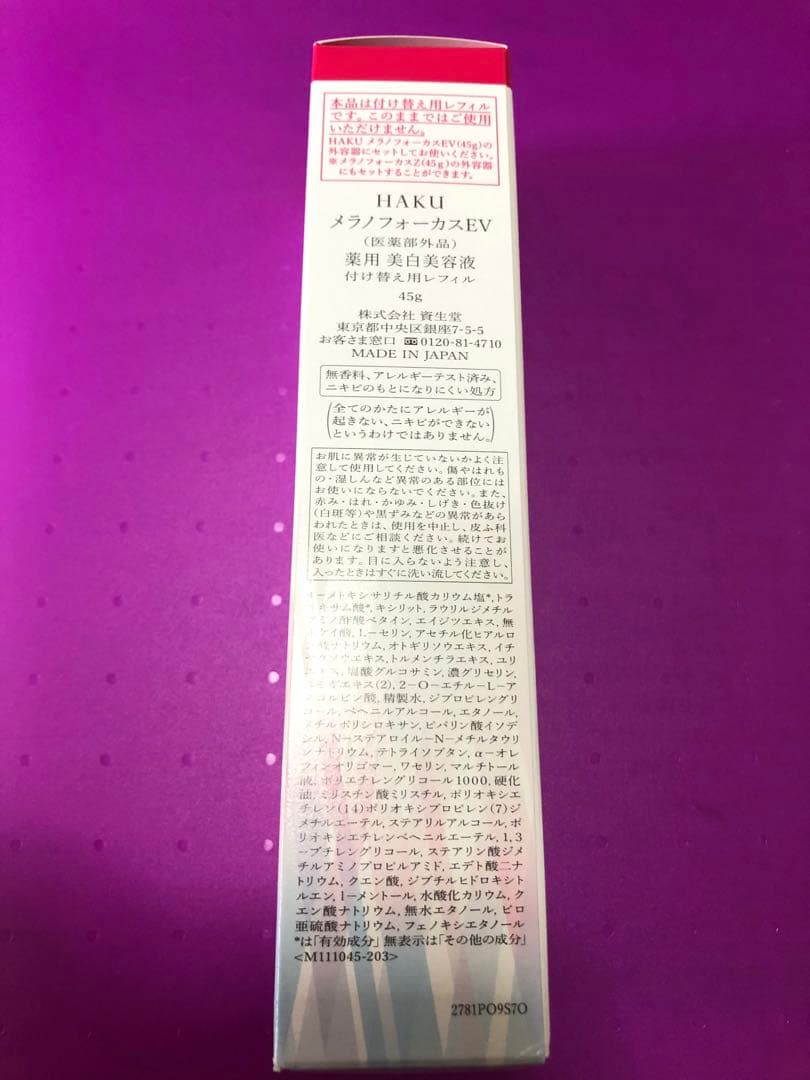 本品は付け替え用レフィル
です。このままではご使用
いただけません。
HAKU メラノフォーカスEV(45g)の
外容器にセットしてお使いください。
※メラノフォーカスZ(45g)の外容器
にもセットすることができます。
HAKU
メラノフォーカスEV
(医薬部外品)
薬用 美白美容液
付け替え用レフィル
45g
株式会社 資生堂
東京都中央区銀座7-5-5
お客さま窓口 0120-81-4710
MADE IN JAPAN
無香料、アレルギーテスト済み、
ニキビのもとになりにくい処方
(全てのかたにアレルギーが
起きない、ニキビができない
というわけではありません。)
お肌に異常が生じていないかよく注
意して使用してください。傷やはれも
の・湿しんなど異常のある部位には
お使いにならないでください。また、
赤み・はれ・かゆみ・しげき・色抜け
(白斑等)や黒ずみなどの異常があら
われたときは、使用を中止し、皮ふ科
医などにご相談ください。続けてお
使いになりますと悪化させることが
あります。目に入らないよう注意し、
入ったときはすぐに洗い流してください。
4-メトキシサリチル酸カリウム塩*,トラ
ネキサム酸*,キシリット,ラウリルジメチル
アミノ酢酸ベタイン,エイジツエキス,無
水ケイ酸,L-セリン,アセチル化ヒアルロ
ン酸ナトリウム,オトギリソウエキス,イチ
ヤクソウエキス,トルメンチラエキス,ユリ
エキス,塩酸グルコサミン,濃グリセリン,
ヨモギエキス(2),2-O-エチル-L-ア
スコルビン酸,精製水,ジプロピレングリ
コール,ベヘニルアルコール,エタノール,
メチルポリシロキサン,ピバリン酸イソデ
シル,N-ステアロイル-N-メチルタウリ
ンナトリウム,テトライソブタン,α-オレ
フィンオリゴマー,ワセリン,マルチトール
液,ポリエチレングリコール1000,硬化
油,ミリスチン酸ミリスチル,ポリオキシエ
チレン(14)ポリオキシプロピレン(7)ジ
メチルエーテル,ステアリルアルコール,ポ
リオキシエチレンベヘニルエーテル,1,3
-ブチレングリコール,ステアリン酸ジメ
チルアミノプロピルアミド,エデト酸二ナ
トリウム,クエン酸,ジブチルヒドロキシト
ルエン,l-メントール,水酸化カリウム,ク
エン酸ナトリウム,無水エタノール,ピロ
亜硫酸ナトリウム,フェノキシエタノール
*は「有効成分」無表示は「その他の成分」
<M111045-203>
2781PO9S7O